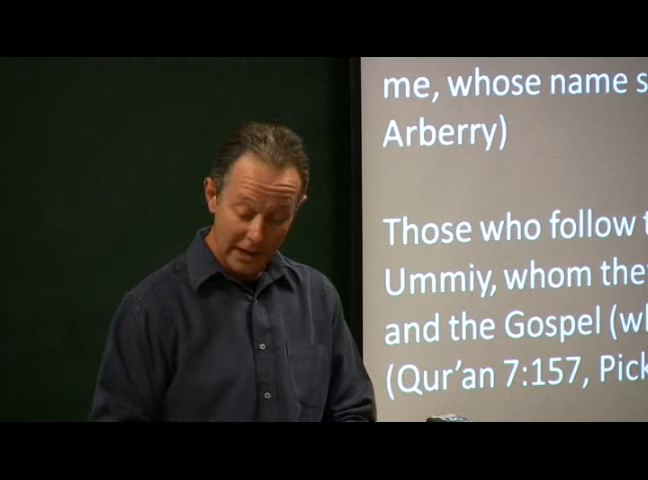 me, whose name s
Arberry)
Those who follow t
Ummiy, whom the
and the Gospel (w
(Qur'an 7:157, Pick